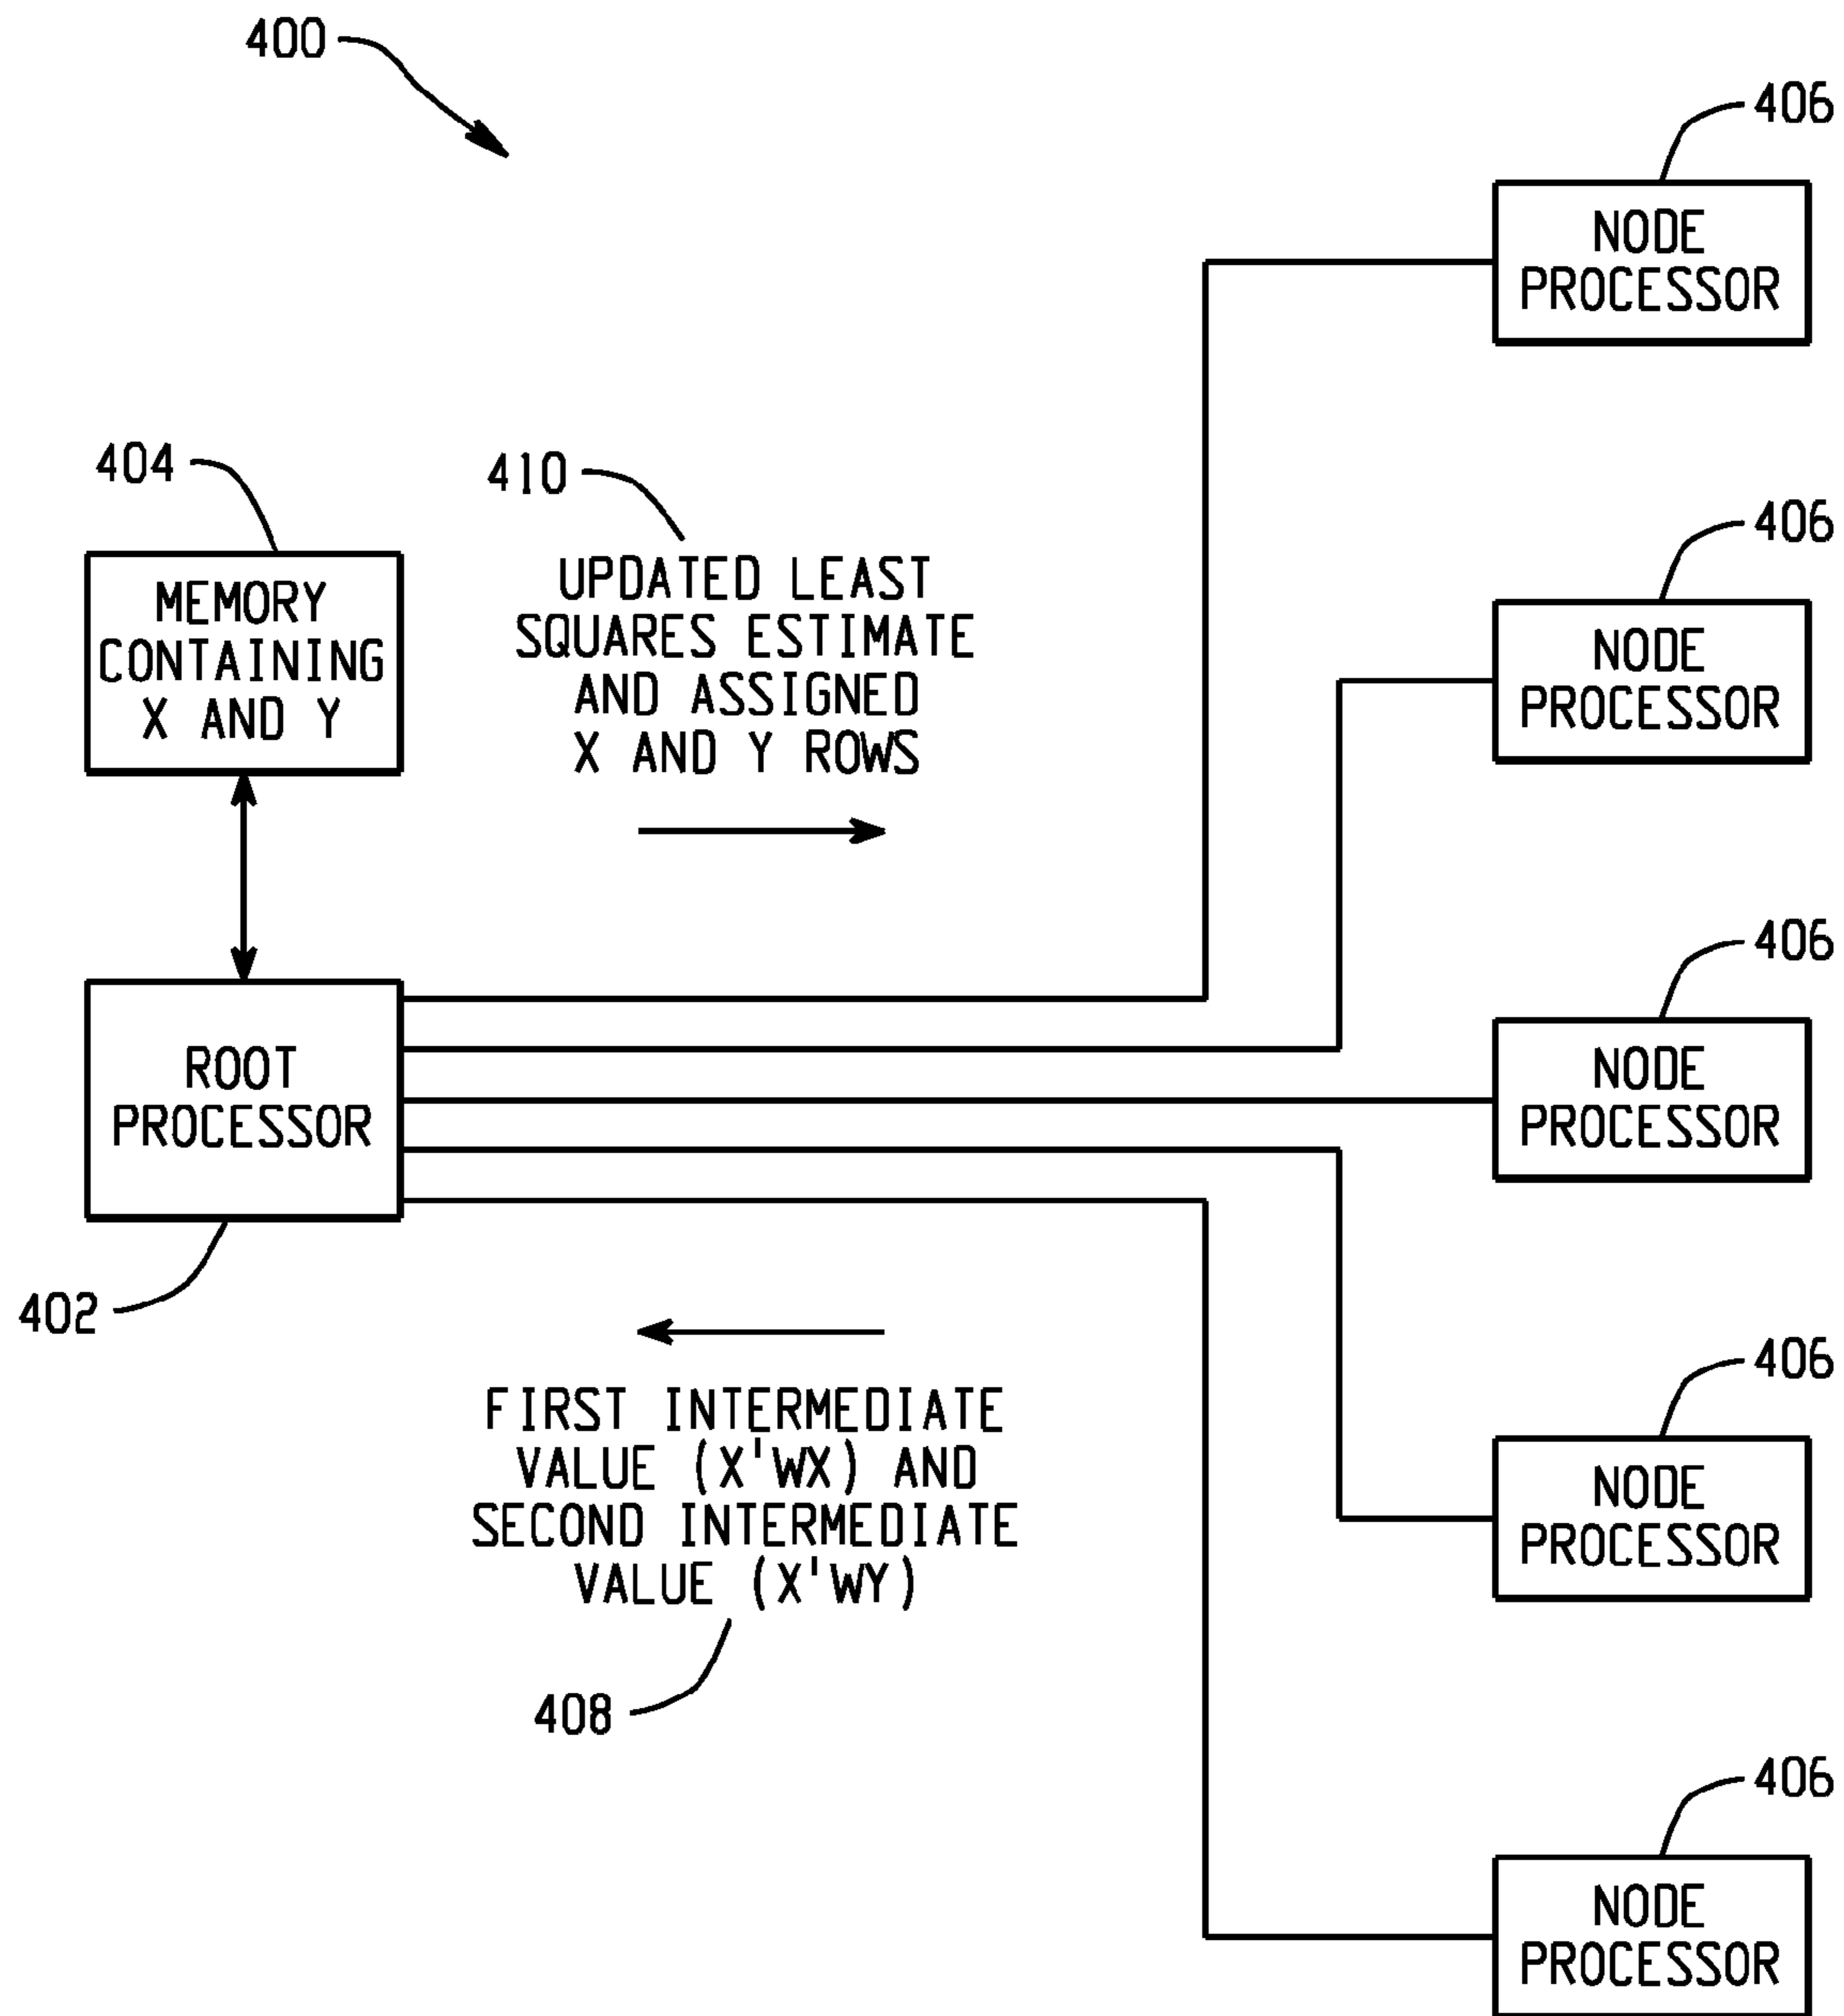 400
406
NODE
PROCESSOR
404
410
406
MEMORY
CONTAINING
X AND Y
UPDATED LEAST
SQUARES ESTIMATE
AND ASSIGNED
X AND Y ROWS
NODE
PROCESSOR
406
ROOT
PROCESSOR
NODE
PROCESSOR
402
406
FIRST INTERMEDIATE
VALUE (X'WX) AND
SECOND INTERMEDIATE
VALUE (X'WY)
NODE
PROCESSOR
408
406
NODE
PROCESSOR